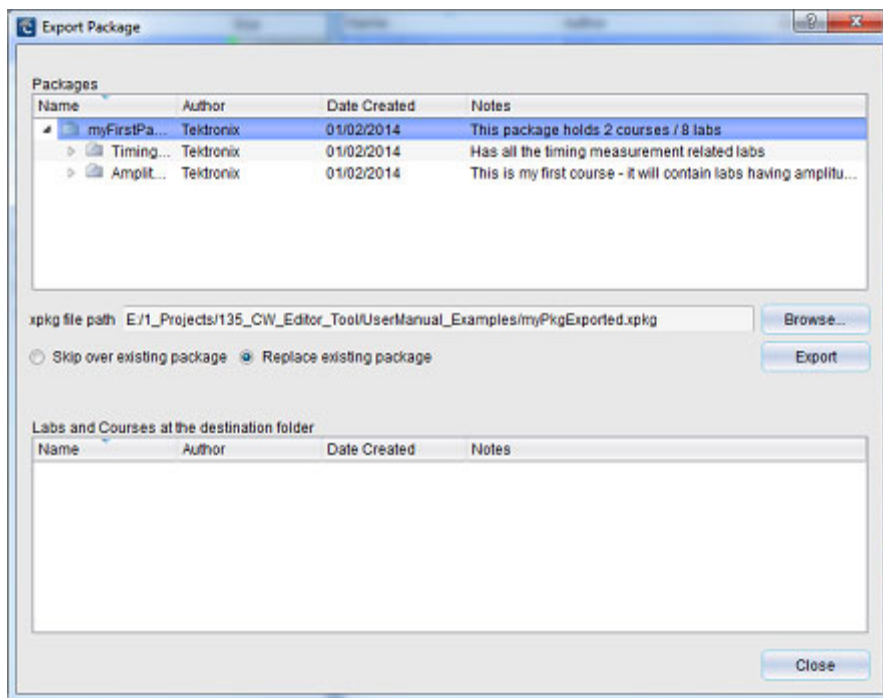 Export Package
Packages
Name Author Date Created Notes
myFirstPa... Tektronix 01/02/2014 This package holds 2 courses / 8 labs
Timing... Tektronix 01/02/2014 Has all the timing measurement related labs
Amplit... Tektronix 01/02/2014 This is my first course - it will contain labs having amplitu...
xpkg file path E:/1_Projects/135_CW_Editor_Tool/UserManual_Examples/myPkgExported.xpkg Browse...
Skip over existing package Replace existing package Export
Labs and Courses at the destination folder
Name Author Date Created Notes
Close